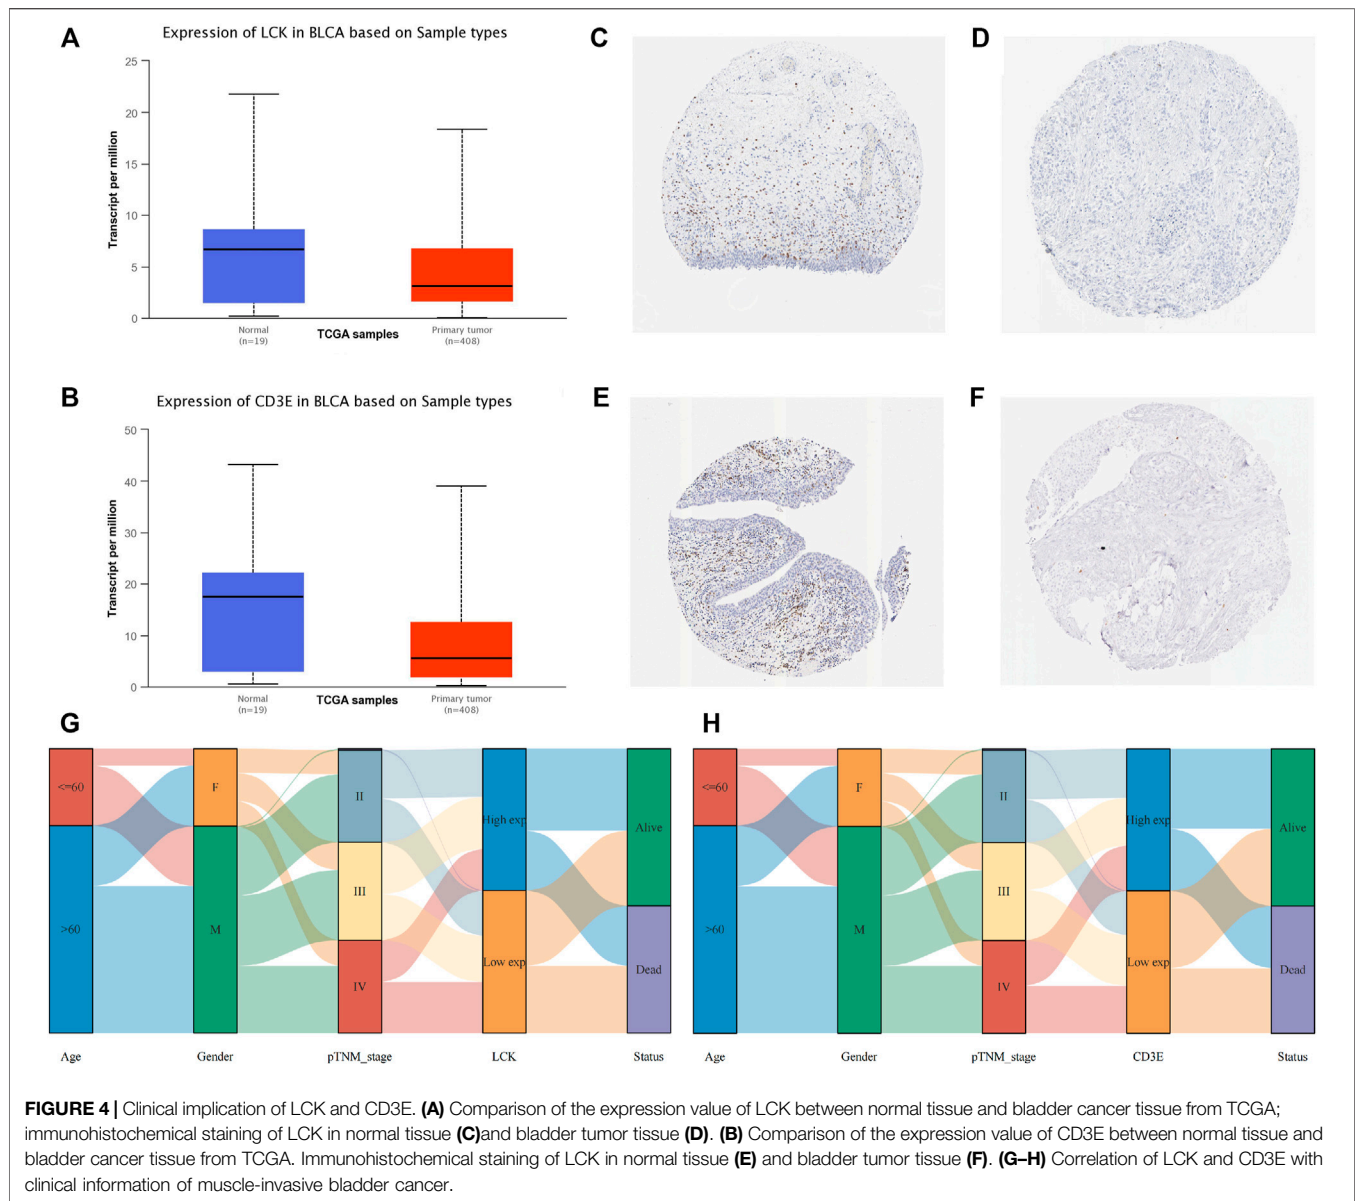 A
Expression of LCK in BLCA based on Sample types
25
20
15
10
5
0
Transcript per million
Normal
(n=19)
TCGA samples
Primary tumor
(n=408)
C
D
B
Expression of CD3E in BLCA based on Sample types
50
40
30
20
10
0
Transcript per million
Normal
(n=19)
TCGA samples
Primary tumor
(n=408)
E
F
G
<=60
>60
F
M
II
III
IV
High exp
Low exp
Alive
Dead
Age
Gender
pTNM_stage
LCK
Status
H
<=60
>60
F
M
II
III
IV
High exp
Low exp
Alive
Dead
Age
Gender
pTNM_stage
CD3E
Status
FIGURE 4 | Clinical implication of LCK and CD3E. (A) Comparison of the expression value of LCK between normal tissue and bladder cancer tissue from TCGA;
immunohistochemical staining of LCK in normal tissue (C)and bladder tumor tissue (D). (B) Comparison of the expression value of CD3E between normal tissue and
bladder cancer tissue from TCGA. Immunohistochemical staining of LCK in normal tissue (E) and bladder tumor tissue (F). (G–H) Correlation of LCK and CD3E with
clinical information of muscle-invasive bladder cancer.